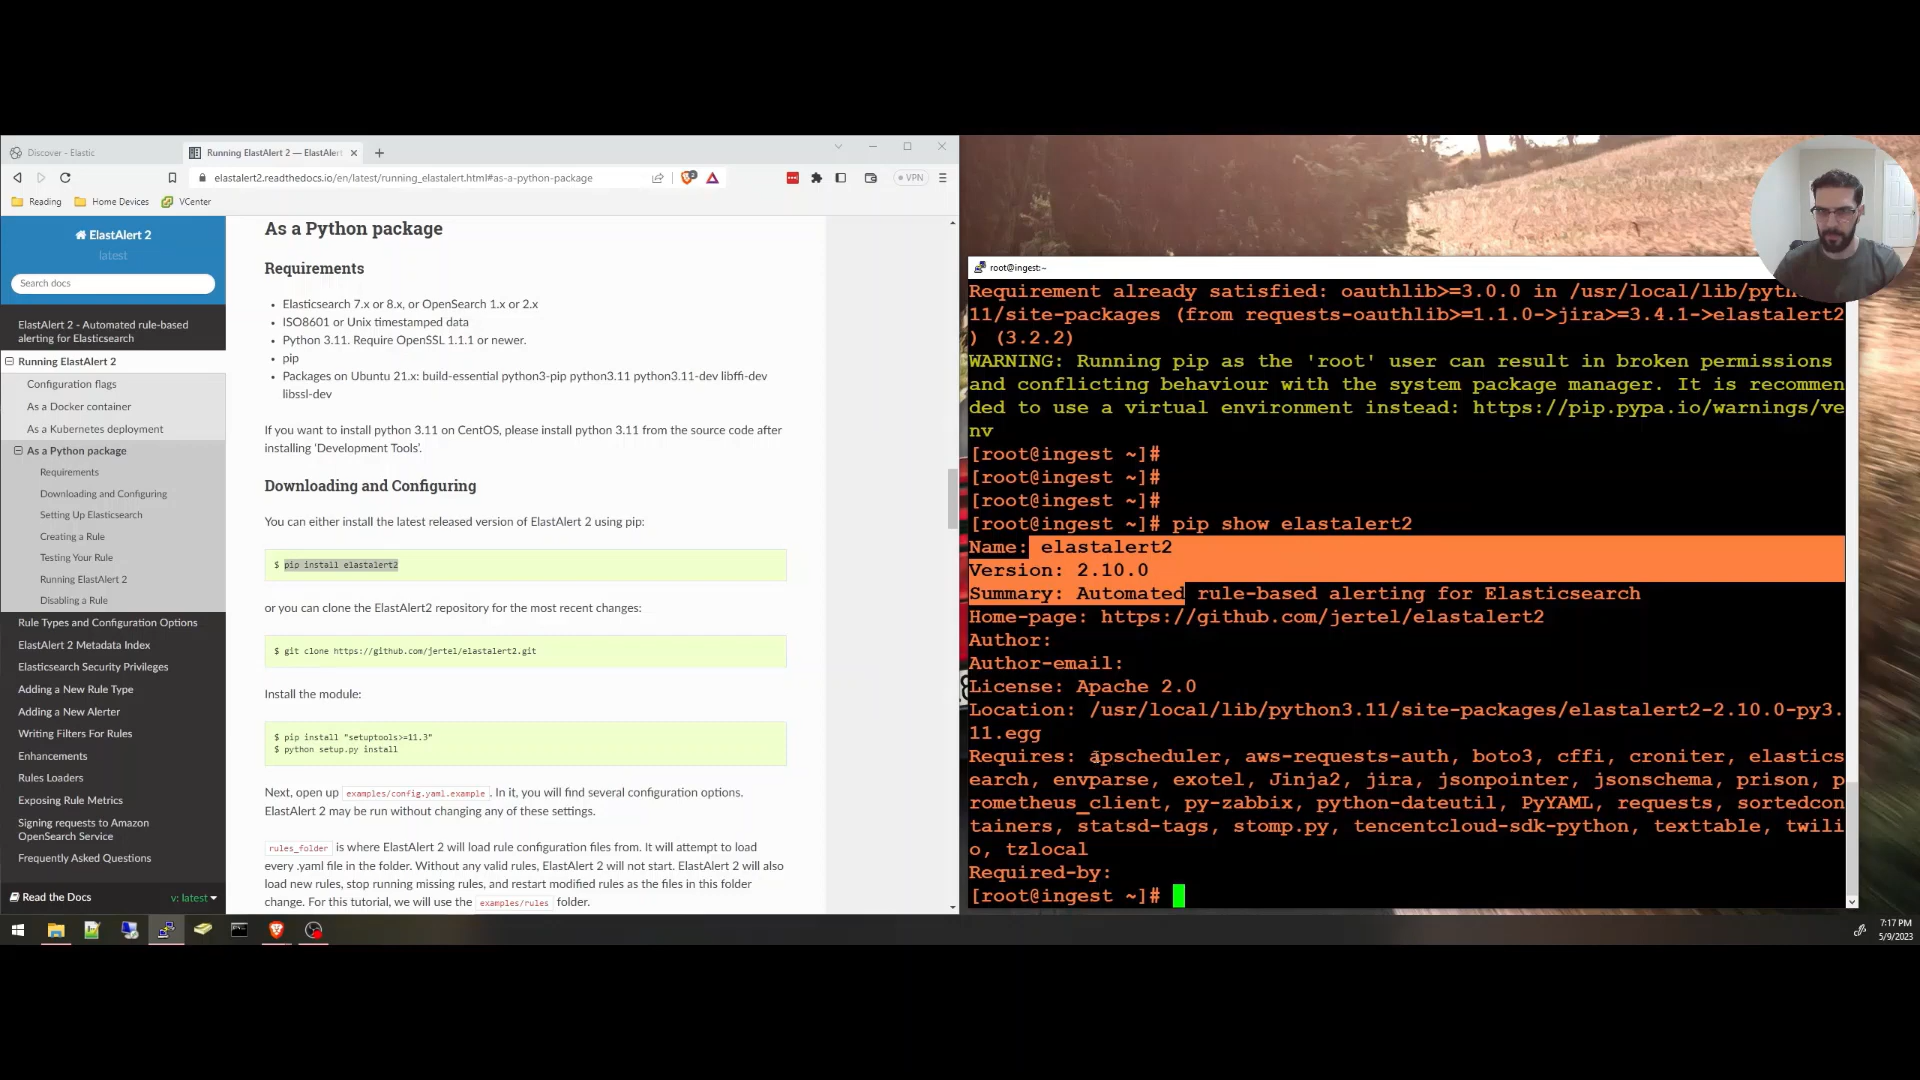 Discover - Elastic
Running ElastAlert 2 — ElastAler
elastalert2.readthedocs.io/en/latest/running_elastalert.html#as-a-python-package
VPN
Reading
Home Devices
VCenter
ElastAlert 2
latest
Search docs
ElastAlert 2 - Automated rule-based
alerting for Elasticsearch
Running ElastAlert 2
Configuration flags
As a Docker container
As a Kubernetes deployment
As a Python package
Requirements
Downloading and Configuring
Setting Up Elasticsearch
Creating a Rule
Testing Your Rule
Running ElastAlert 2
Disabling a Rule
Rule Types and Configuration Options
ElastAlert 2 Metadata Index
Elasticsearch Security Privileges
Adding a New Rule Type
Adding a New Alerter
Writing Filters For Rules
Enhancements
Rules Loaders
Exposing Rule Metrics
Signing requests to Amazon
OpenSearch Service
Frequently Asked Questions
Read the Docs
v: latest
As a Python package
Requirements
Elasticsearch 7.x or 8.x, or OpenSearch 1.x or 2.x
ISO8601 or Unix timestamped data
Python 3.11. Require OpenSSL 1.1.1 or newer.
pip
Packages on Ubuntu 21.x: build-essential python3-pip python3.11 python3.11-dev libffi-dev
libssl-dev
If you want to install python 3.11 on CentOS, please install python 3.11 from the source code after
installing 'Development Tools'.
Downloading and Configuring
You can either install the latest released version of ElastAlert 2 using pip:
$ pip install elastalert2
or you can clone the ElastAlert2 repository for the most recent changes:
$ git clone https://github.com/jertel/elastalert2.git
Install the module:
$ pip install "setuptools>=11.3"
$ python setup.py install
Next, open up examples/config.yaml.example. In it, you will find several configuration options.
ElastAlert 2 may be run without changing any of these settings.
rules_folder is where ElastAlert 2 will load rule configuration files from. It will attempt to load
every .yaml file in the folder. Without any valid rules, ElastAlert 2 will not start. ElastAlert 2 will also
load new rules, stop running missing rules, and restart modified rules as the files in this folder
change. For this tutorial, we will use the examples/rules folder.
root@ingest:~
Requirement already satisfied: oauthlib>=3.0.0 in /usr/local/lib/pyth
11/site-packages (from requests-oauthlib>=1.1.0->jira>=3.4.1->elastalert2
) (3.2.2)
WARNING: Running pip as the 'root' user can result in broken permissions
and conflicting behaviour with the system package manager. It is recommen
ded to use a virtual environment instead: https://pip.pypa.io/warnings/ve
nv
[root@ingest ~]#
[root@ingest ~]#
[root@ingest ~]#
[root@ingest ~]# pip show elastalert2
Name: elastalert2
Version: 2.10.0
Summary: Automated rule-based alerting for Elasticsearch
Home-page: https://github.com/jertel/elastalert2
Author:
Author-email:
License: Apache 2.0
Location: /usr/local/lib/python3.11/site-packages/elastalert2-2.10.0-py3.
11.egg
Requires: apscheduler, aws-requests-auth, boto3, cffi, croniter, elastics
earch, envparse, exotel, Jinja2, jira, jsonpointer, jsonschema, prison, p
rometheus_client, py-zabbix, python-dateutil, PyYAML, requests, sortedcon
tainers, statsd-tags, stomp.py, tencentcloud-sdk-python, texttable, twili
o, tzlocal
Required-by:
[root@ingest ~]#
7:17 PM
5/9/2023